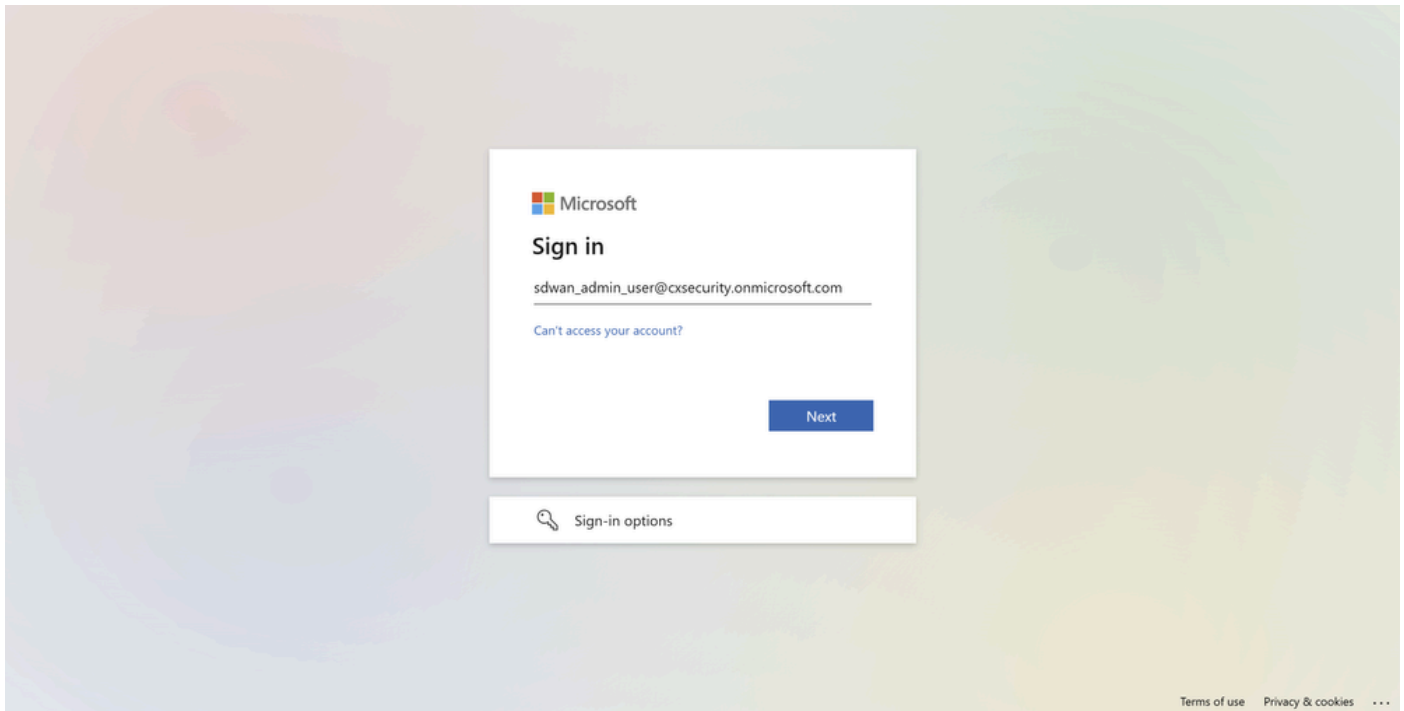 Microsoft
Sign in
sdwan_admin_user@cxsecurity.onmicrosoft.com
Can't access your account?
Next
Sign-in options
Terms of use Privacy & cookies ...